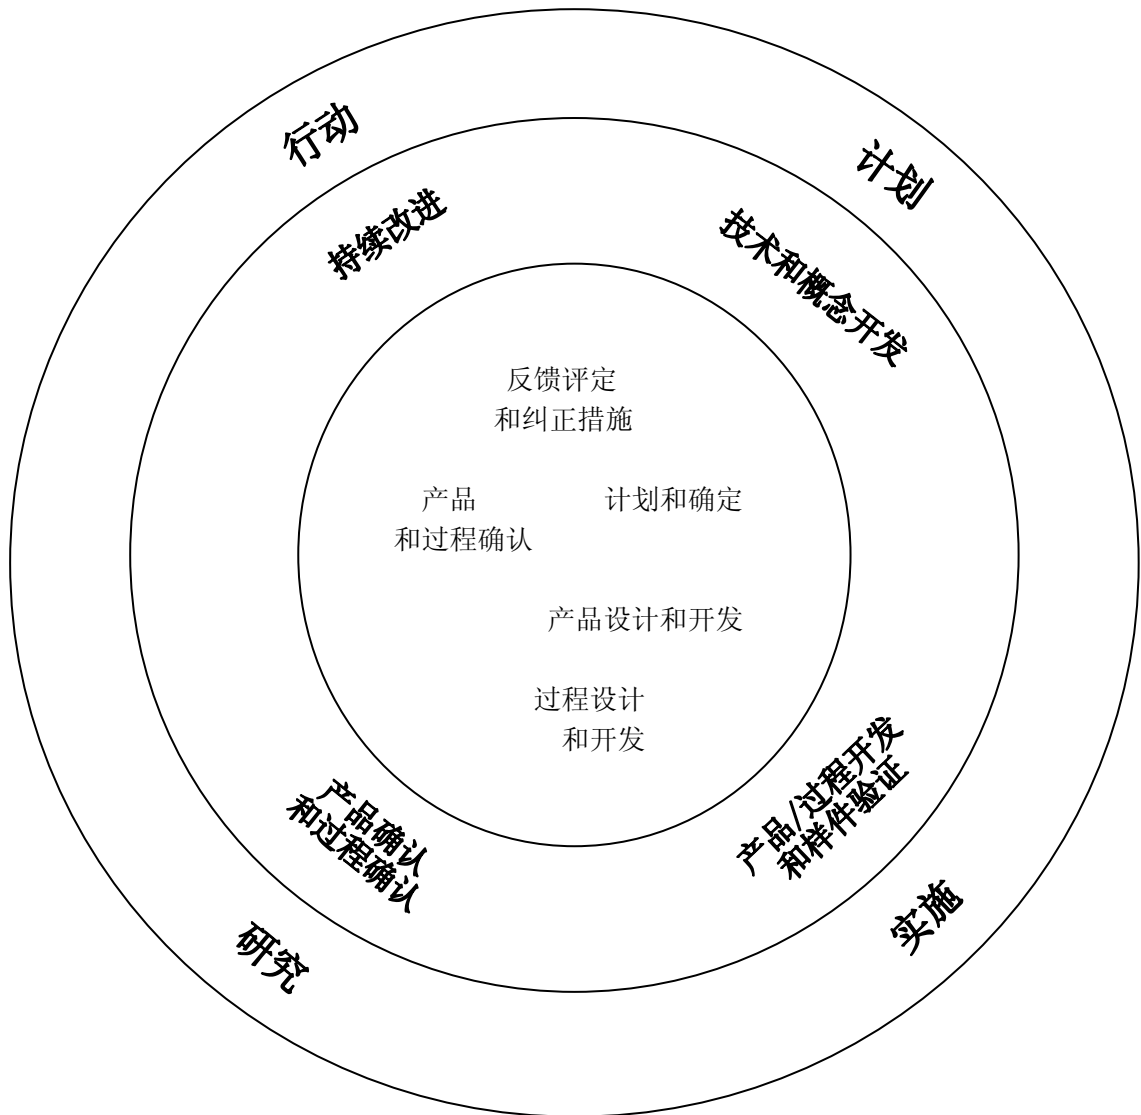 行动
计划
持续改进
技术和概念开发
反馈评定
和纠正措施
产品
和过程确认
计划和确定
产品设计和开发
过程设计
和开发
产品确认
和过程确认
产品/过程开发
和样件验证
研究
实施